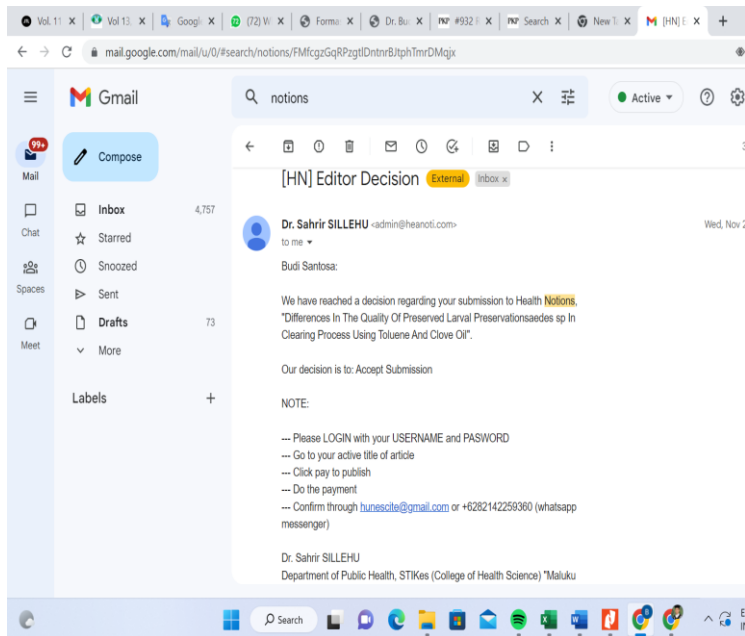 Vol. 11
Vol 13.
Googl
(72) W
Forma
Dr. Bu
#932 F
Search
New T
[HN] E
mail.google.com/mail/u/0/#search/notions/FMfcgzGqRPzgtlDntnrBJtphTmrDMqjx
Gmail
notions
Active
99+
Mail
Chat
Spaces
Meet
Compose
Inbox 4,757
Starred
Snoozed
Sent
Drafts 73
More
Labels
[HN] Editor Decision External Inbox x
Dr. Sahrir SILLEHU <admin@heanoti.com> Wed, Nov 2
to me
Budi Santosa:
We have reached a decision regarding your submission to Health Notions,
"Differences In The Quality Of Preserved Larval Preservationsaedes sp In
Clearing Process Using Toluene And Clove Oil".
Our decision is to: Accept Submission
NOTE:
--- Please LOGIN with your USERNAME and PASWORD
--- Go to your active title of article
--- Click pay to publish
--- Do the payment
--- Confirm through hunescite@gmail.com or +6282142259360 (whatsapp
messenger)
Dr. Sahrir SILLEHU
Department of Public Health, STIKes (College of Health Science) "Maluku
Search